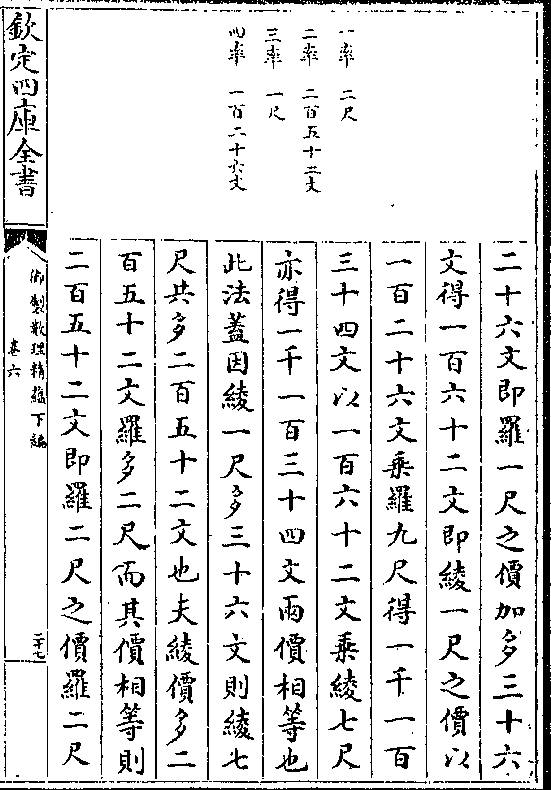 一率 二尺
二率 二百五十二文
三率 一尺
四率 一百二十六文
二十六文即羅一尺之價加多三十六
文得一百六十二文即綾一尺之價以
一百二十六文乘羅九尺得一千一百
三十四文以一百六十二文乘綾七尺
亦得一千一百三十四文兩價相等也
此法蓋因綾一尺多三十六文則綾七
尺共多二百五十二文也夫綾價多二
百五十二文羅多二尺而其價相等則
二百五十二文即羅二尺之價羅二尺
欽定四庫全書
御製數理精蘊下編
卷六
二十七